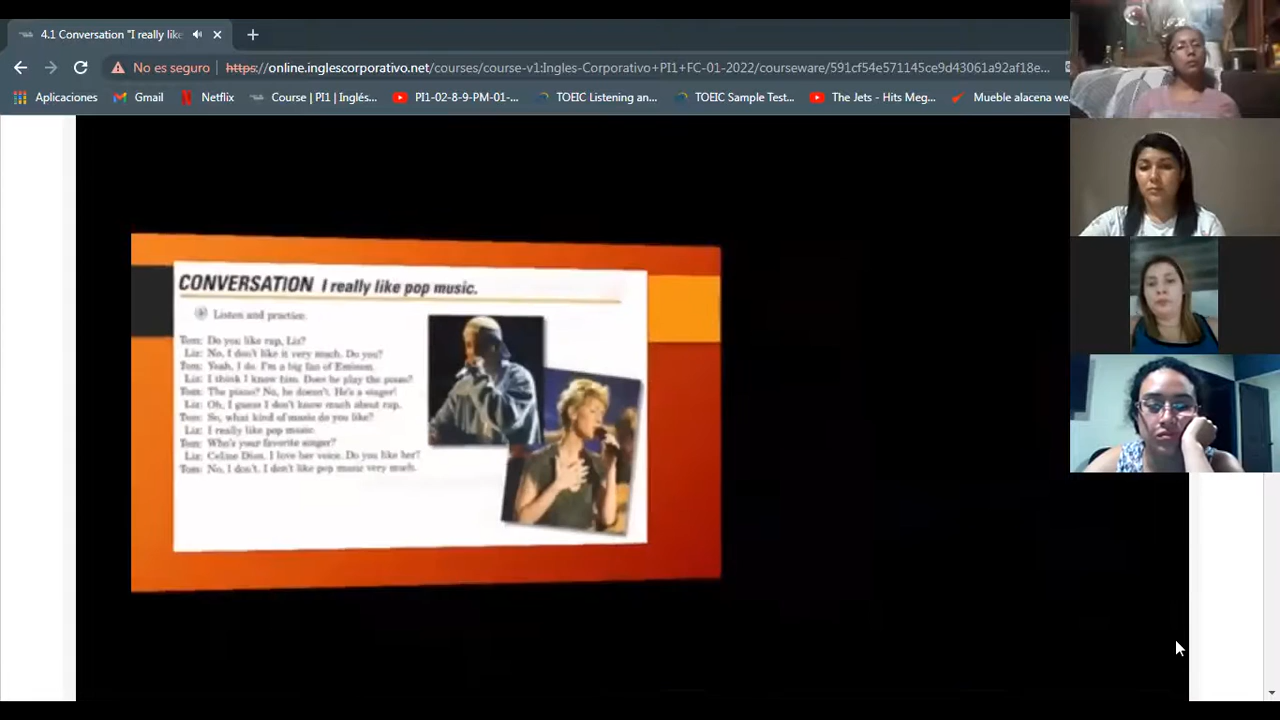 4.1 Conversation "I really like
No es seguro
https://online.inglescorporativo.net/courses/course-v1:Ingles-Corporativo+PI1+FC-01-2022/courseware/591cf54e571145ce9d43061a92af18e...
Aplicaciones
Gmail
Netflix
Course | PI1 | Inglés...
PI1-02-8-9-PM-01-...
TOEIC Listening an...
TOEIC Sample Test...
The Jets - Hits Meg...
Mueble alacena we
CONVERSATION I really like pop music.
Listen and practice.
Tom: Do you like rap, Liz?
Liz: No, I don't like it very much. Do you?
Tom: Yeah, I do. I'm a big fan of Eminem.
Liz: I think I know him. Does he play the piano?
Tom: The piano? No, he doesn't. He's a singer!
Liz: Oh, I guess I don't know much about rap.
Tom: So, what kind of music do you like?
Liz: I really like pop music.
Tom: Who's your favorite singer?
Liz: Celine Dion. I love her voice. Do you like her?
Tom: No, I don't. I don't like pop music very much.